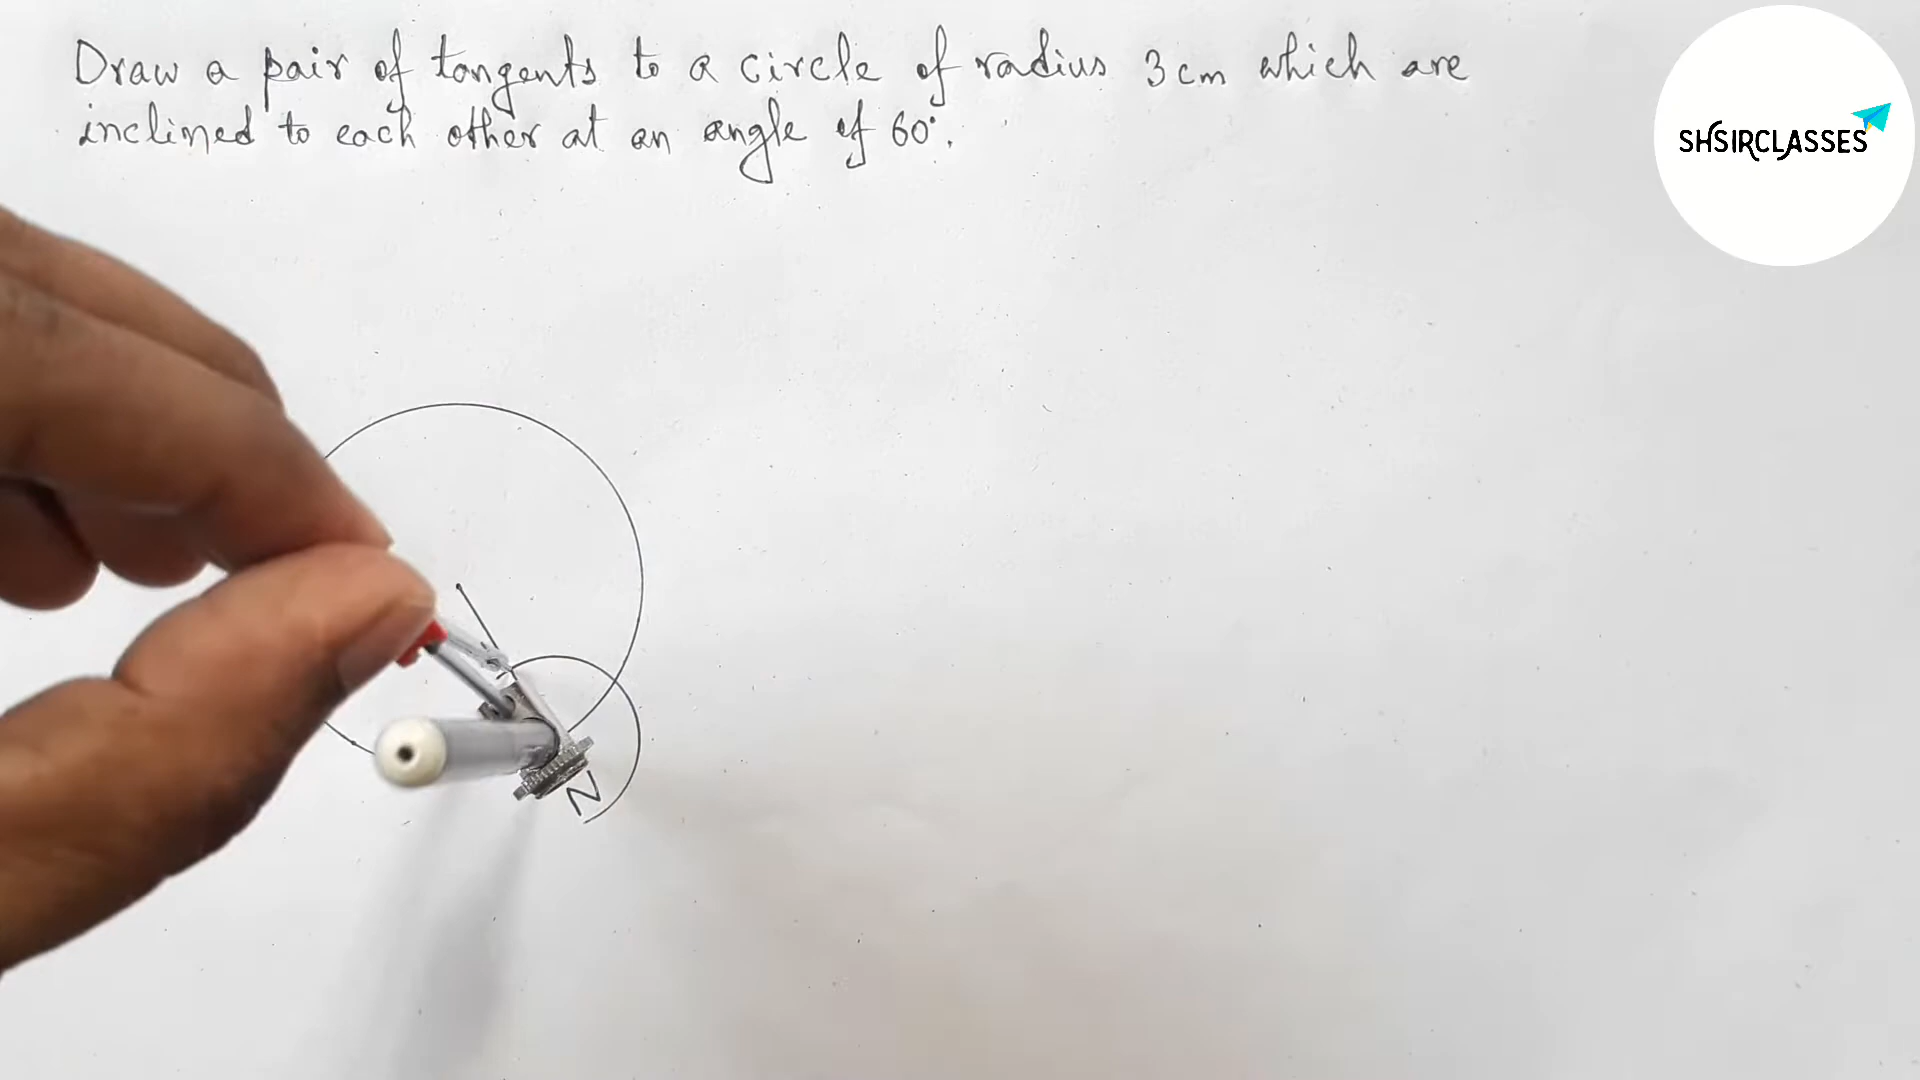 Draw a pair of tangents to a circle of radius 3 cm which are
inclined to each other at an angle of 60°.
SHSIRCLASSES
N